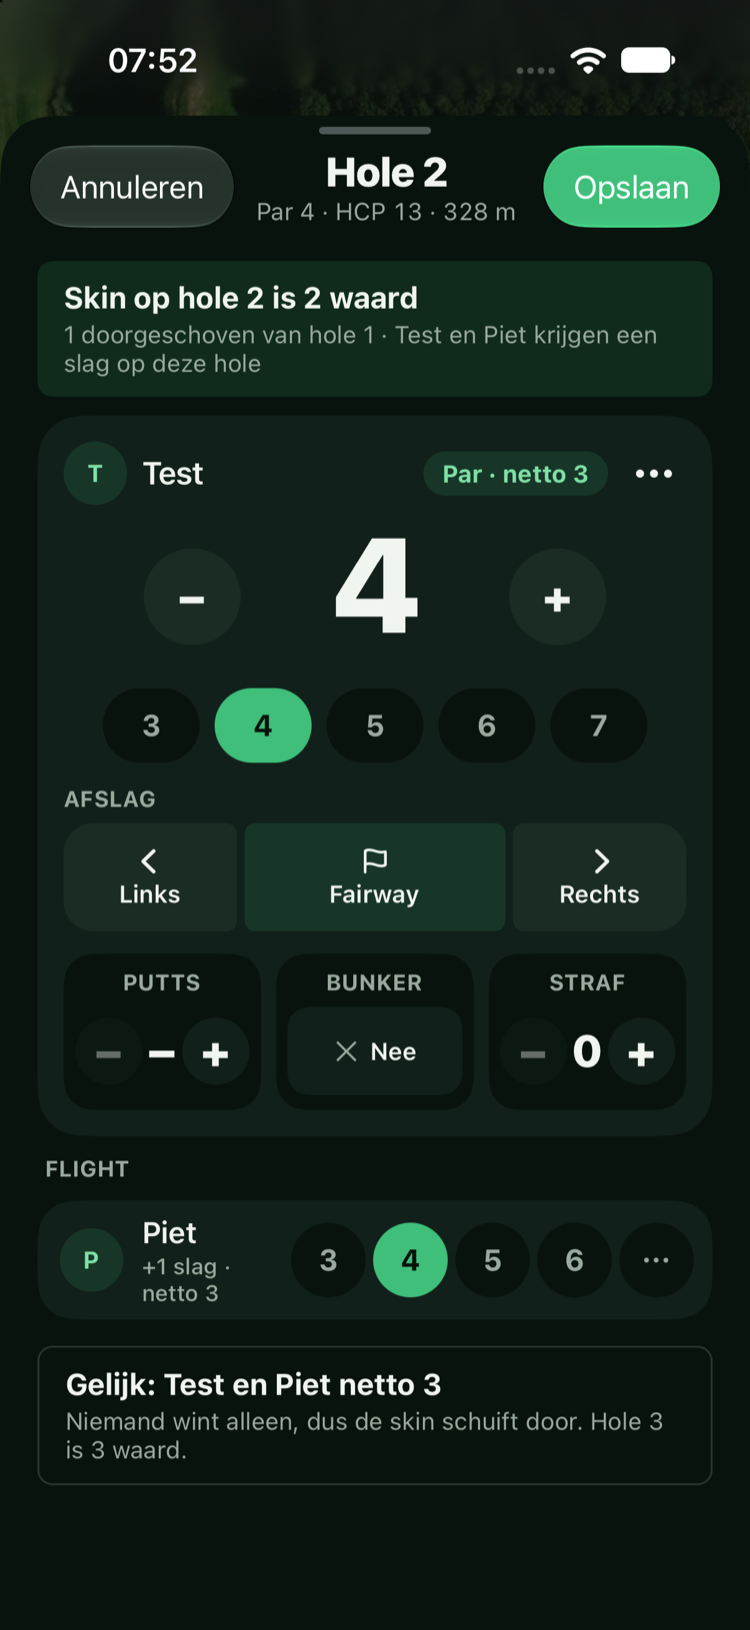 07:52
Annuleren
Hole 2
Opslaan
Par 4 · HCP 13 · 328 m
Skin op hole 2 is 2 waard
1 doorgeschoven van hole 1 · Test en Piet krijgen een
slag op deze hole
T
Test
Par · netto 3
•••
−
4
+
3
4
5
6
7
AFSLAG
Links
Fairway
Rechts
PUTTS
BUNKER
STRAF
− – +
Nee
− 0 +
FLIGHT
P
Piet
+1 slag ·
netto 3
3
4
5
6
···
Gelijk: Test en Piet netto 3
Niemand wint alleen, dus de skin schuift door. Hole 3
is 3 waard.